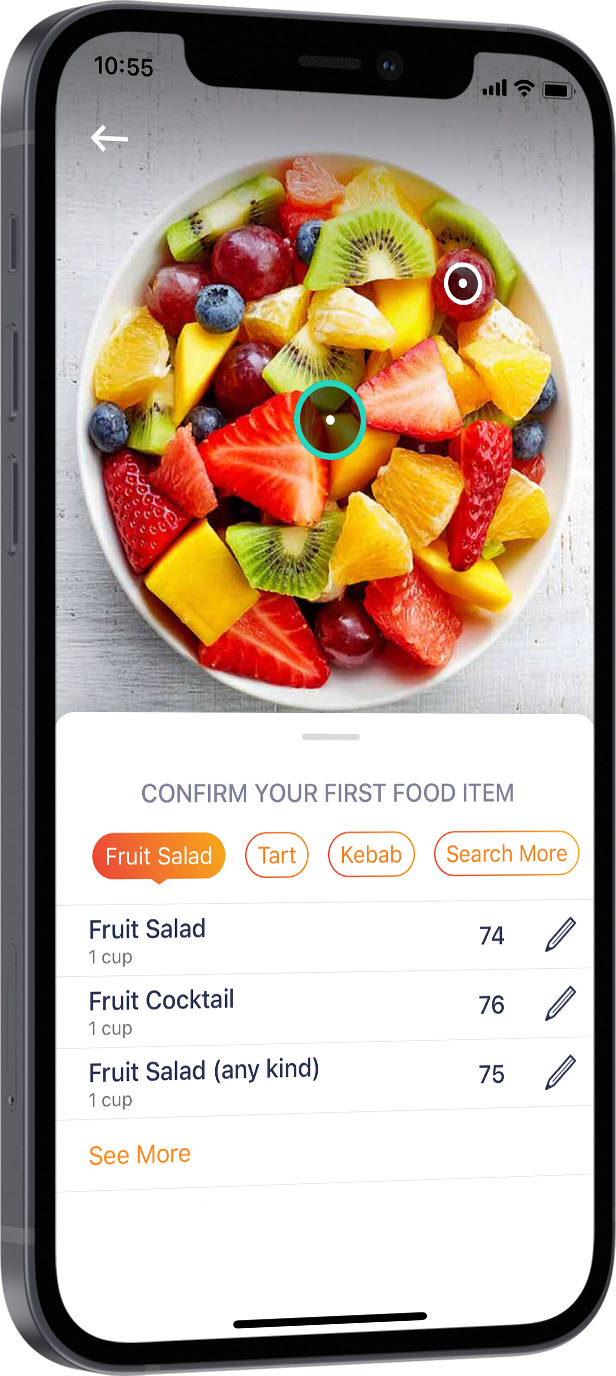 10:55
CONFIRM YOUR FIRST FOOD ITEM
Fruit Salad Tart Kebab Search More
Fruit Salad 74
1 cup
Fruit Cocktail 76
1 cup
Fruit Salad (any kind) 75
1 cup
See More